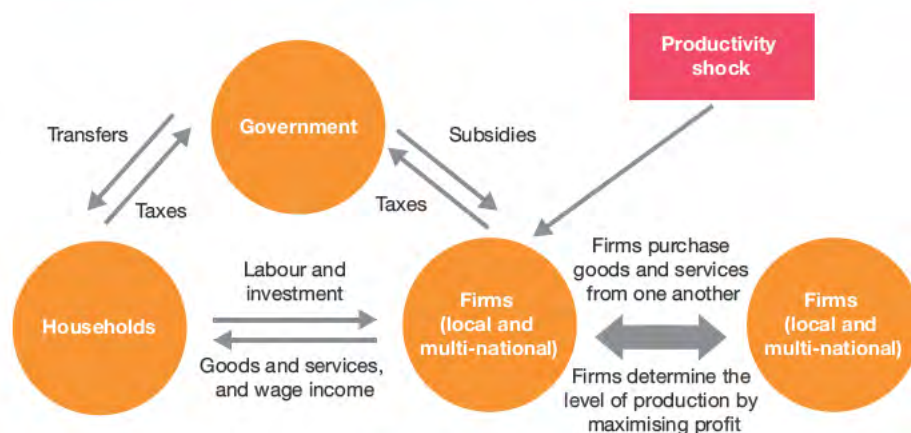 Productivity
shock
Government
Transfers
Subsidies
Taxes
Taxes
Firms purchase
goods and services
from one another
Labour and
investment
Households
Firms
(local and
multi-national)
Firms
(local and
multi-national)
Goods and services,
and wage income
Firms determine the
level of production by
maximising profit